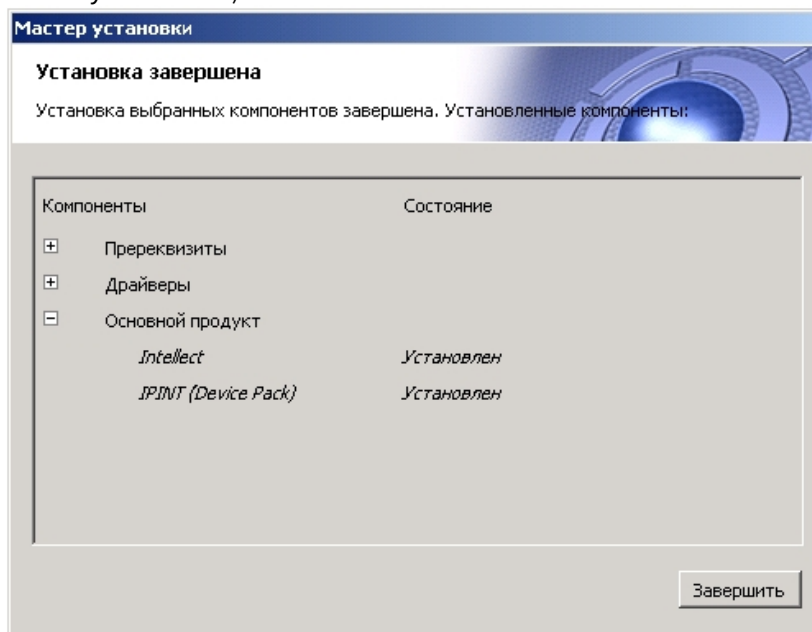 Мастер установки
Установка завершена
Установка выбранных компонентов завершена. Установленные компоненты:
Компоненты Состояние
Пререквизиты
Драйверы
Основной продукт
Intellect Установлен
IPINT (Device Pack) Установлен
Завершить